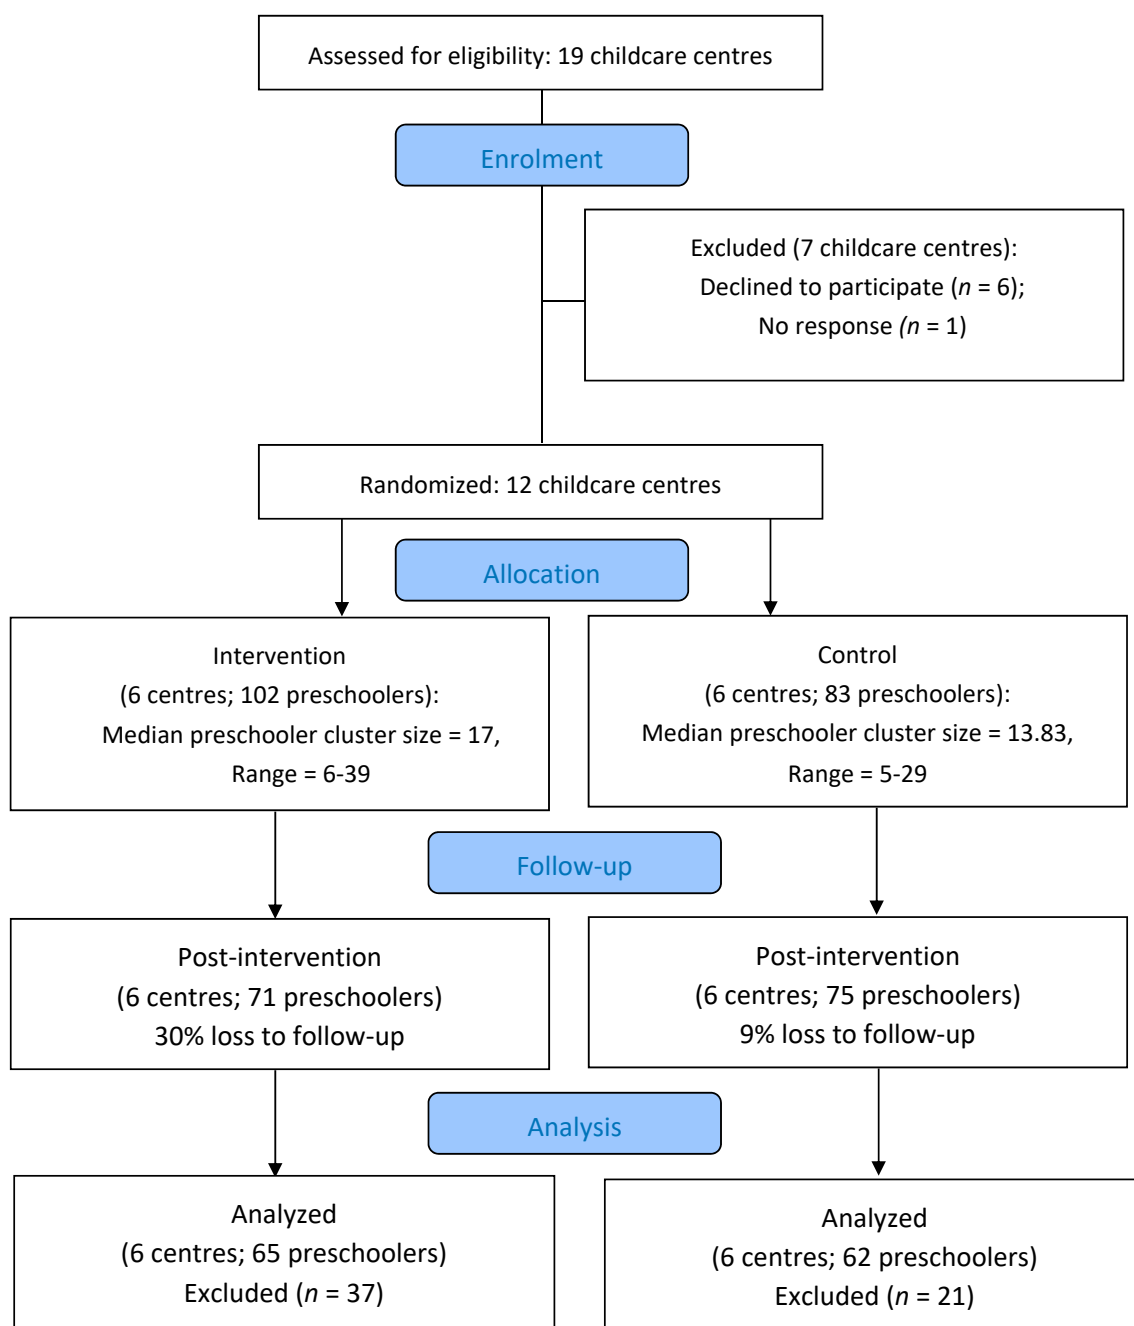 Assessed for eligibility: 19 childcare centres
Enrolment
Excluded (7 childcare centres):
Declined to participate (n = 6);
No response (n = 1)
Randomized: 12 childcare centres
Allocation
Intervention
(6 centres; 102 preschoolers):
Median preschooler cluster size = 17,
Range = 6-39
Control
(6 centres; 83 preschoolers):
Median preschooler cluster size = 13.83,
Range = 5-29
Follow-up
Post-intervention
(6 centres; 71 preschoolers)
30% loss to follow-up
Post-intervention
(6 centres; 75 preschoolers)
9% loss to follow-up
Analysis
Analyzed
(6 centres; 65 preschoolers)
Excluded (n = 37)
Analyzed
(6 centres; 62 preschoolers)
Excluded (n = 21)